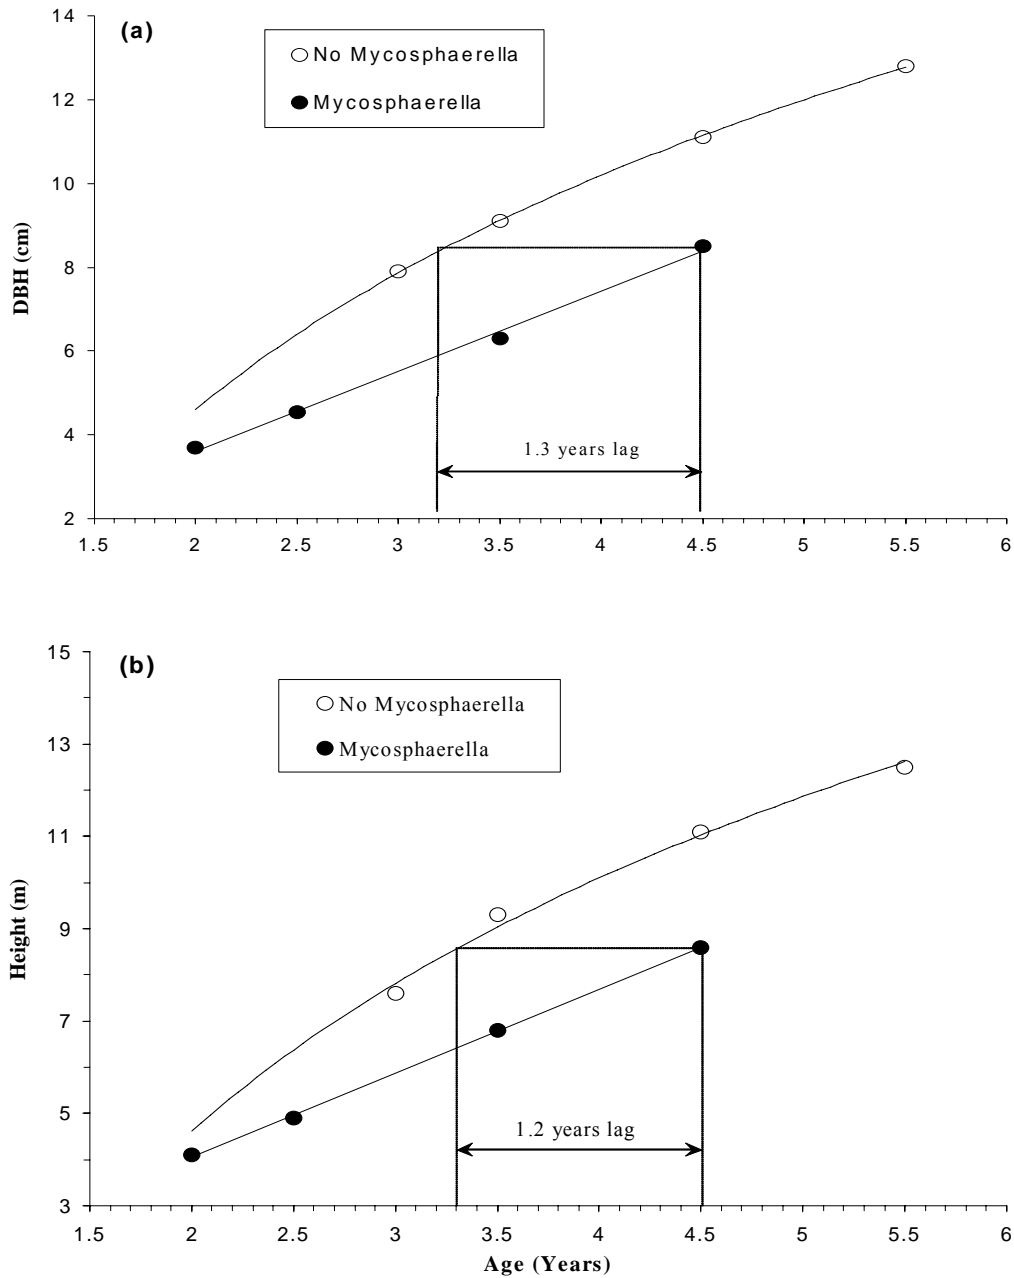 14
(a)
No Mycosphaerella
12
Mycosphaerella
10
DBH (cm)
8
6
4
1.3 years lag
2
1.5 2 2.5 3 3.5 4 4.5 5 5.5 6
15
(b)
No Mycosphaerella
13
Mycosphaerella
11
Height (m)
9
7
5
1.2 years lag
3
1.5 2 2.5 3 3.5 4 4.5 5 5.5 6
Age (Years)